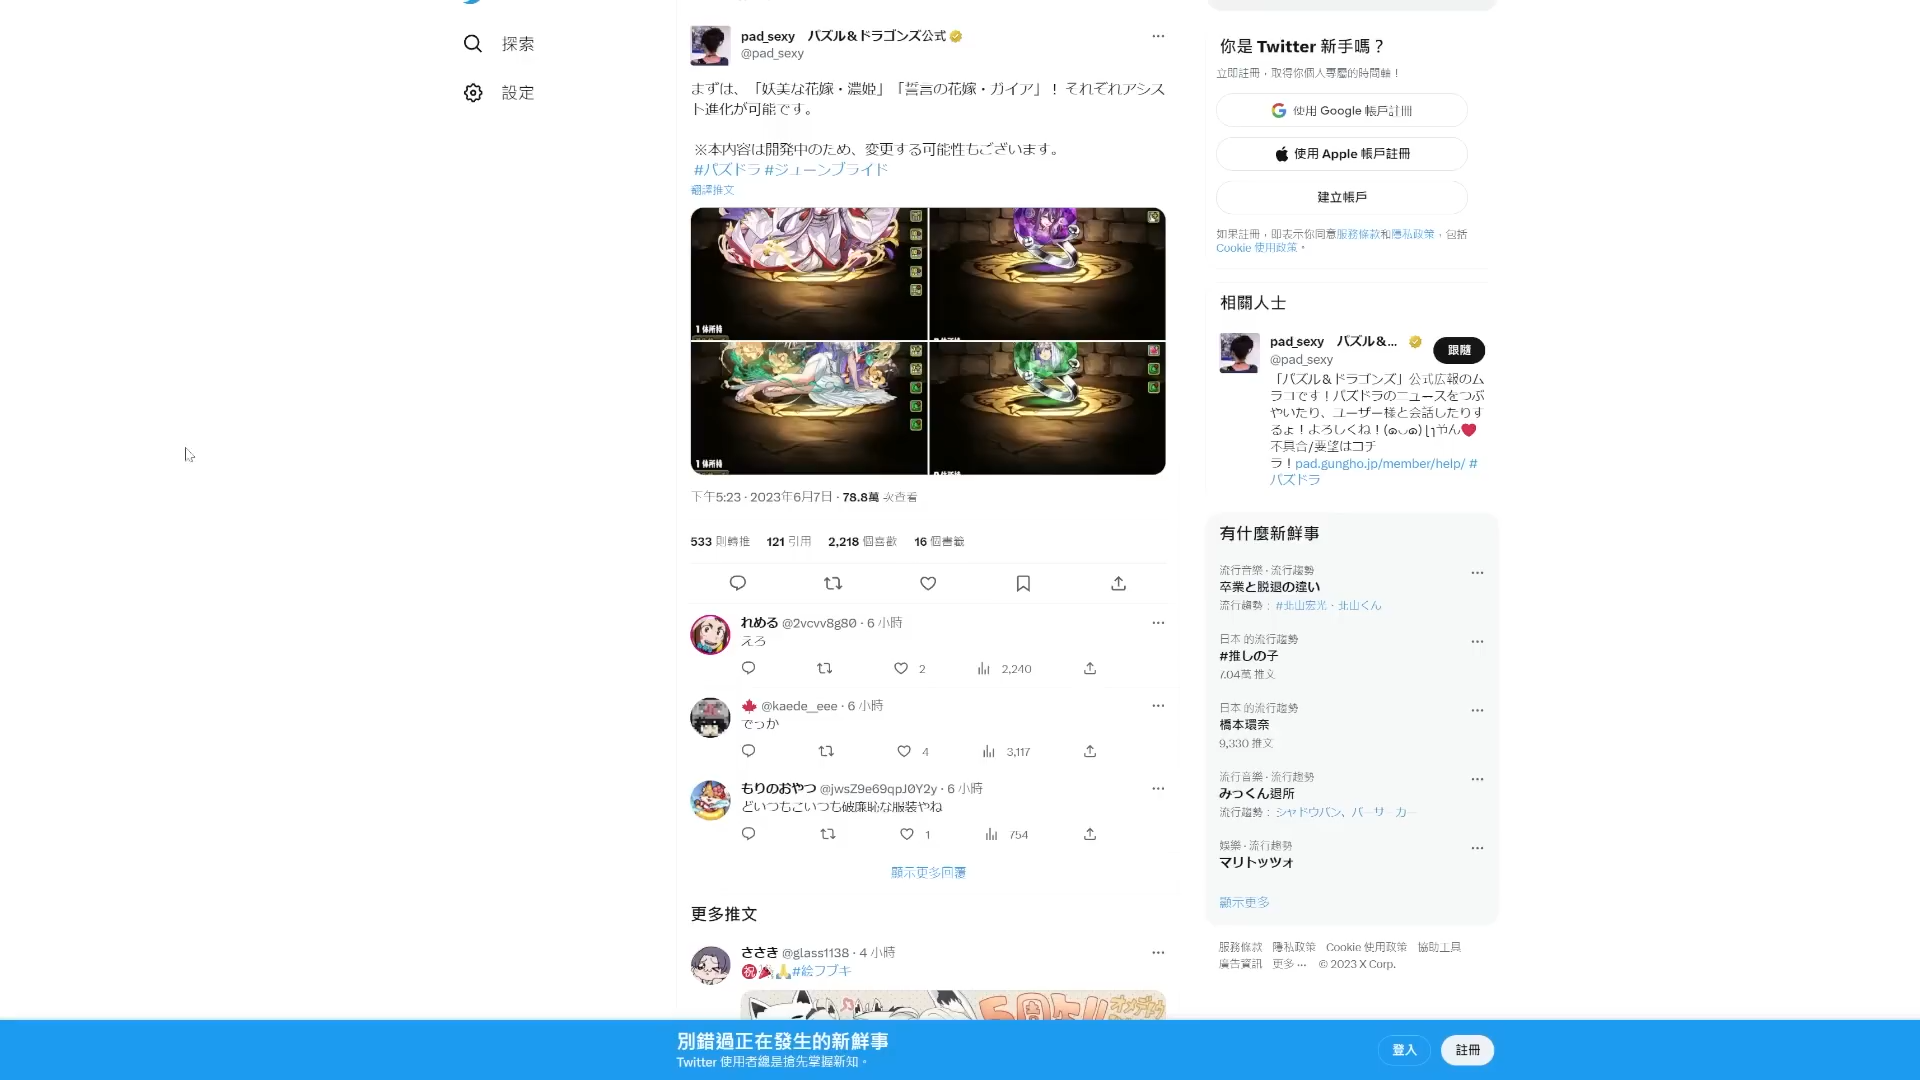 探索
設定
pad_sexy　パズル＆ドラゴンズ公式
@pad_sexy
まずは、「妖美な花嫁・濃姫」「誓言の花嫁・ガイア」！ それぞれアシス
ト進化が可能です。
※本内容は開発中のため、変更する可能性もございます。
#パズドラ #ジューンブライド
翻譯推文
1 体所持
1 体所持
下午5:23 · 2023年6月7日 · 78.8萬 次查看
533 則轉推 121 引用 2,218 個喜歡 16 個書籤
れめる @2vcvv8g80 · 6 小時
えろ
2 2,240
@kaede__eee · 6 小時
でっか
4 3,117
もりのおやつ @jwsZ9e69qpJ0Y2y · 6 小時
どいつもこいつも破廉恥な服装やね
1 754
顯示更多回覆
更多推文
ささき @glass1138 · 4 小時
㊗🎉🙏#絵フブキ
5周年!!
オメデトウ
你是 Twitter 新手嗎？
立即註冊，取得你個人專屬的時間軸！
使用 Google 帳戶註冊
使用 Apple 帳戶註冊
建立帳戶
如果註冊，即表示你同意服務條款和隱私政策，包括
Cookie 使用政策。
相關人士
pad_sexy　パズル＆...
@pad_sexy
跟隨
「パズル＆ドラゴンズ」公式広報のム
ラコです！パズドラのニュースをつぶ
やいたり、ユーザー様と会話したりす
るよ！よろしくね！
不具合/要望はコチ
ラ！pad.gungho.jp/member/help/ #
パズドラ
有什麼新鮮事
流行音樂 · 流行趨勢
卒業と脱退の違い
流行趨勢： #北山宏光、北山くん
日本 的流行趨勢
#推しの子
7.04萬 推文
日本 的流行趨勢
橋本環奈
9,330 推文
流行音樂 · 流行趨勢
みっくん退所
流行趨勢： シャドウバン、バーサーカー
娛樂 · 流行趨勢
マリトッツォ
顯示更多
服務條款 隱私政策 Cookie 使用政策 協助工具
廣告資訊 更多 ··· © 2023 X Corp.
別錯過正在發生的新鮮事
Twitter 使用者總是搶先掌握新知。
登入
註冊